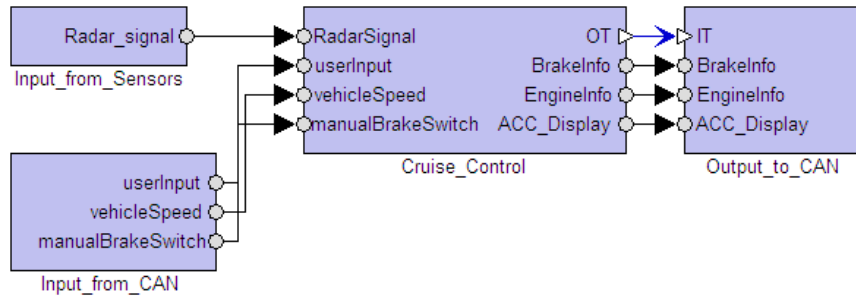 Radar_signal
Input_from_Sensors
userInput
vehicleSpeed
manualBrakeSwitch
Input_from_CAN
RadarSignal
OT
userInput
BrakeInfo
vehicleSpeed
EngineInfo
manualBrakeSwitch
ACC_Display
Cruise_Control
IT
BrakeInfo
EngineInfo
ACC_Display
Output_to_CAN